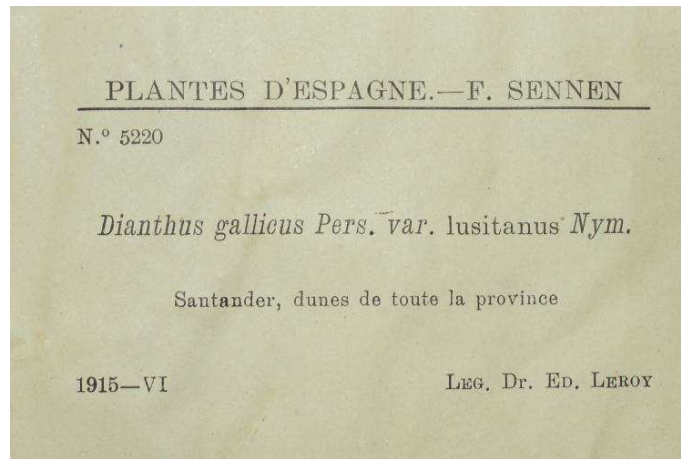 PLANTES D'ESPAGNE.—F. SENNEN
N.º 5220
Dianthus gallicus Pers. var. lusitanus Nym.
Santander, dunes de toute la province
1915—VI LEG. Dr. ED. LEROY